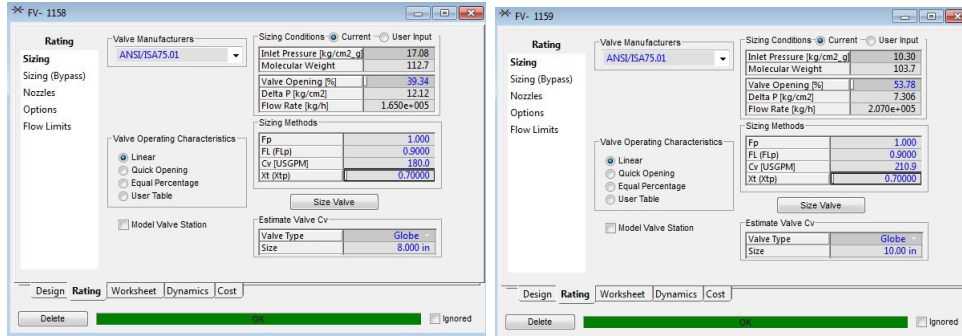 FV- 1158
Rating
Sizing
Sizing (Bypass)
Nozzles
Options
Flow Limits
Valve Manufacturers
ANSI/ISA75.01
Valve Operating Characteristics
Linear
Quick Opening
Equal Percentage
User Table
Model Valve Station
Sizing Conditions Current User Input
Inlet Pressure [kg/cm2_g] 17.08
Molecular Weight 112.7
Valve Opening [%] 39.34
Delta P [kg/cm2] 12.12
Flow Rate [kg/h] 1.650e+005
Sizing Methods
Fp 1.000
FL (FLp) 0.9000
Cv [USGPM] 180.0
Xt (Xtp) 0.70000
Size Valve
Estimate Valve Cv
Valve Type Globe
Size 8.000 in
Design Rating Worksheet Dynamics Cost
Delete OK Ignored
FV- 1159
Rating
Sizing
Sizing (Bypass)
Nozzles
Options
Flow Limits
Valve Manufacturers
ANSI/ISA75.01
Valve Operating Characteristics
Linear
Quick Opening
Equal Percentage
User Table
Model Valve Station
Sizing Conditions Current User Input
Inlet Pressure [kg/cm2_g] 10.30
Molecular Weight 103.7
Valve Opening [%] 53.78
Delta P [kg/cm2] 7.306
Flow Rate [kg/h] 2.070e+005
Sizing Methods
Fp 1.000
FL (FLp) 0.9000
Cv [USGPM] 210.9
Xt (Xtp) 0.70000
Size Valve
Estimate Valve Cv
Valve Type Globe
Size 10.00 in
Design Rating Worksheet Dynamics Cost
Delete OK Ignored